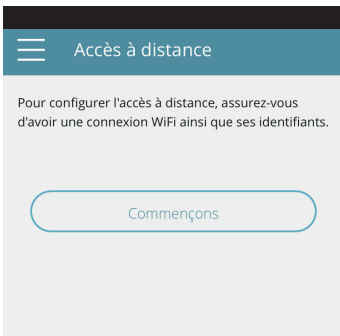 Accès à distance
Pour configurer l'accès à distance, assurez-vous
d'avoir une connexion WiFi ainsi que ses identifiants.
Commençons